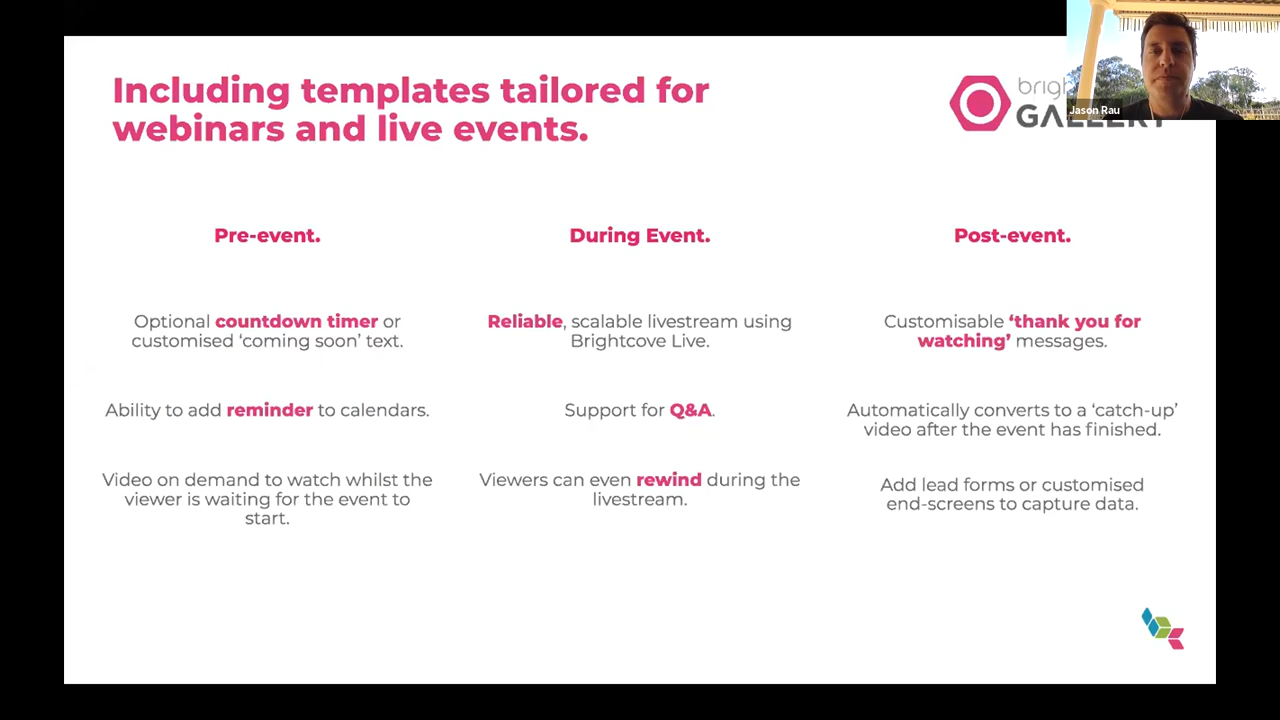 Including templates tailored for
webinars and live events.
Jason Rau
Pre-event.
Optional countdown timer or
customised ‘coming soon’ text.
Ability to add reminder to calendars.
Video on demand to watch whilst the
viewer is waiting for the event to
start.
During Event.
Reliable, scalable livestream using
Brightcove Live.
Support for Q&A.
Viewers can even rewind during the
livestream.
Post-event.
Customisable ‘thank you for
watching’ messages.
Automatically converts to a ‘catch-up’
video after the event has finished.
Add lead forms or customised
end-screens to capture data.